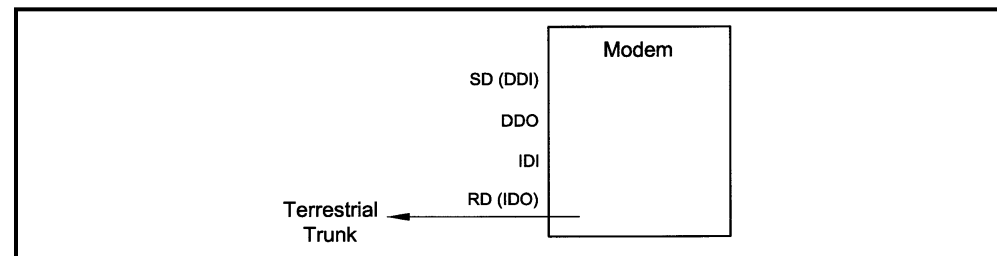 Modem
SD (DDI)
DDO
IDI
RD (IDO)
Terrestrial
Trunk